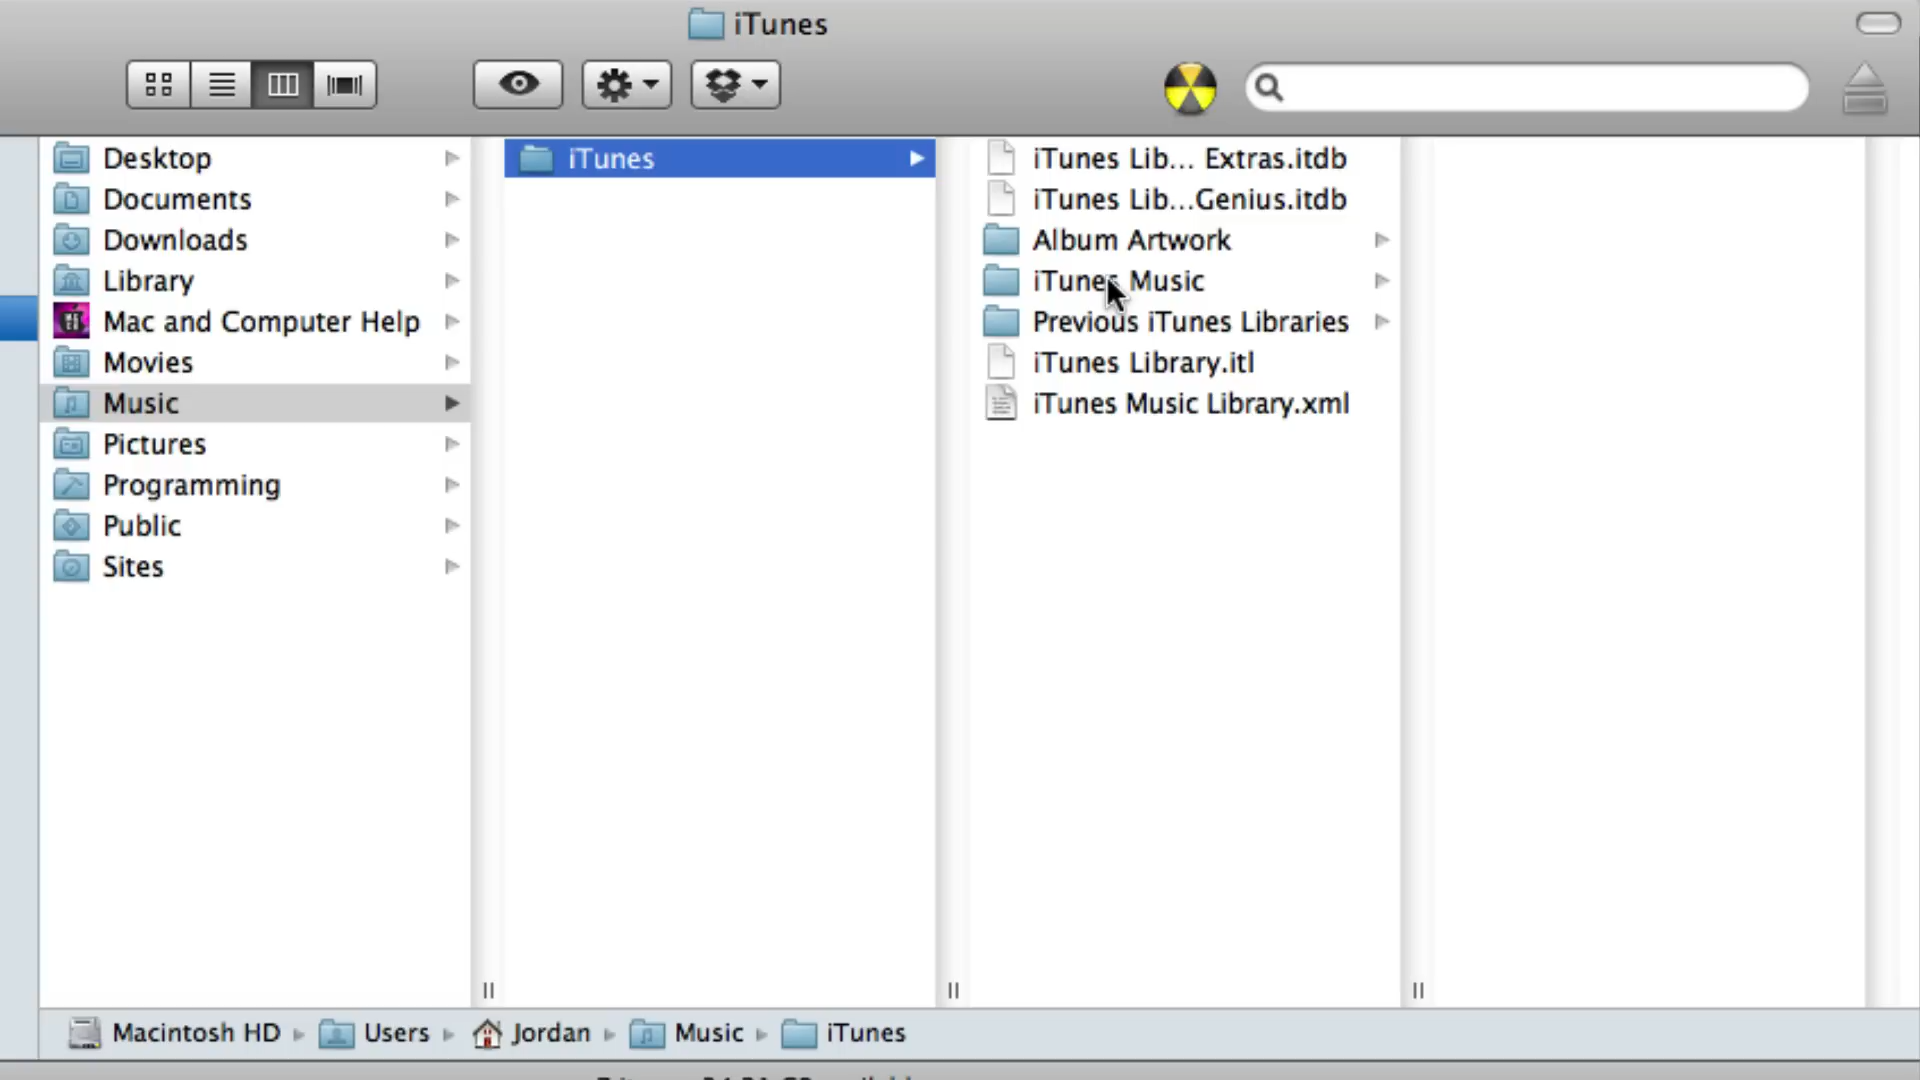 iTunes
Desktop
Documents
Downloads
Library
Mac and Computer Help
Movies
Music
Pictures
Programming
Public
Sites
iTunes
iTunes Lib... Extras.itdb
iTunes Lib...Genius.itdb
Album Artwork
iTunes Music
Previous iTunes Libraries
iTunes Library.itl
iTunes Music Library.xml
Macintosh HD Users Jordan Music iTunes